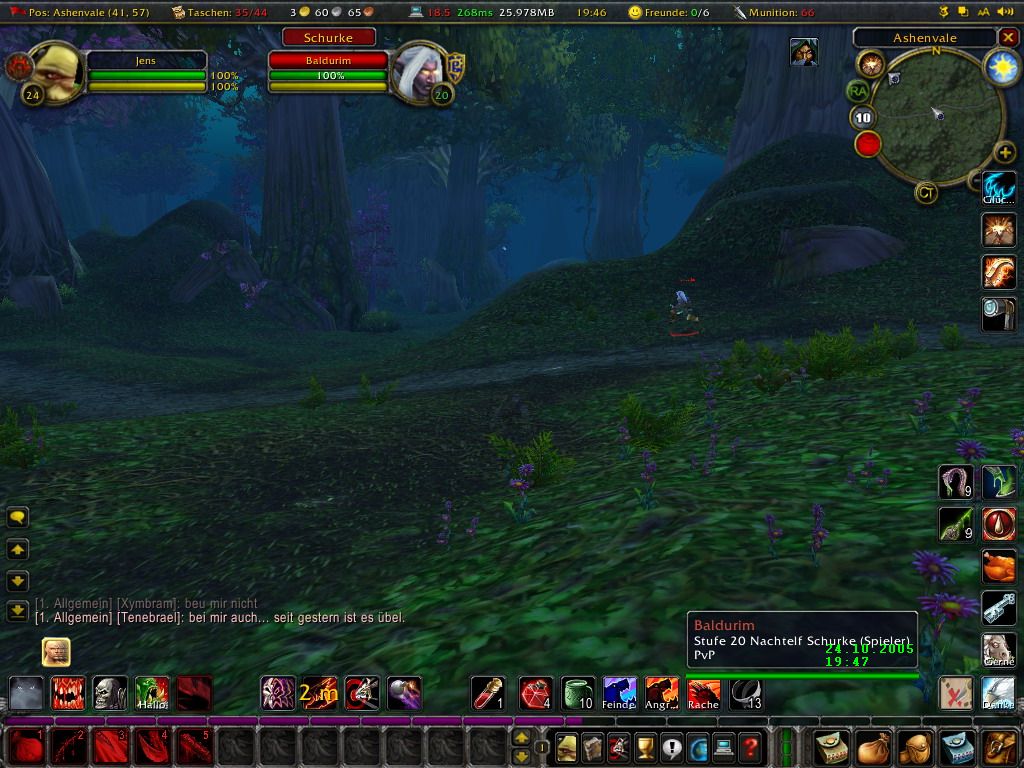 Pos: Ashenvale (41, 57) Taschen: 35/44 3 60 65 18.5 268ms 25.978MB 19:46 Freunde: 0/6 Munition: 66
Schurke
Ashenvale
Jens
Baldurim
100%
100%
100%
24
20
N
RA
10
CT
9
9
[1. Allgemein] [Xymbram]: beu mir nicht
[1. Allgemein] [Tenebrael]: bei mir auch... seit gestern ist es übel.
Baldurim
Stufe 20 Nachtelf Schurke (Spieler)
PvP
24.10.2005
19:47
Hallo
2 m
1
4
10
Feinde
Angr...
Rache
13
Gerne
Danke
1
2
3
4
5
1